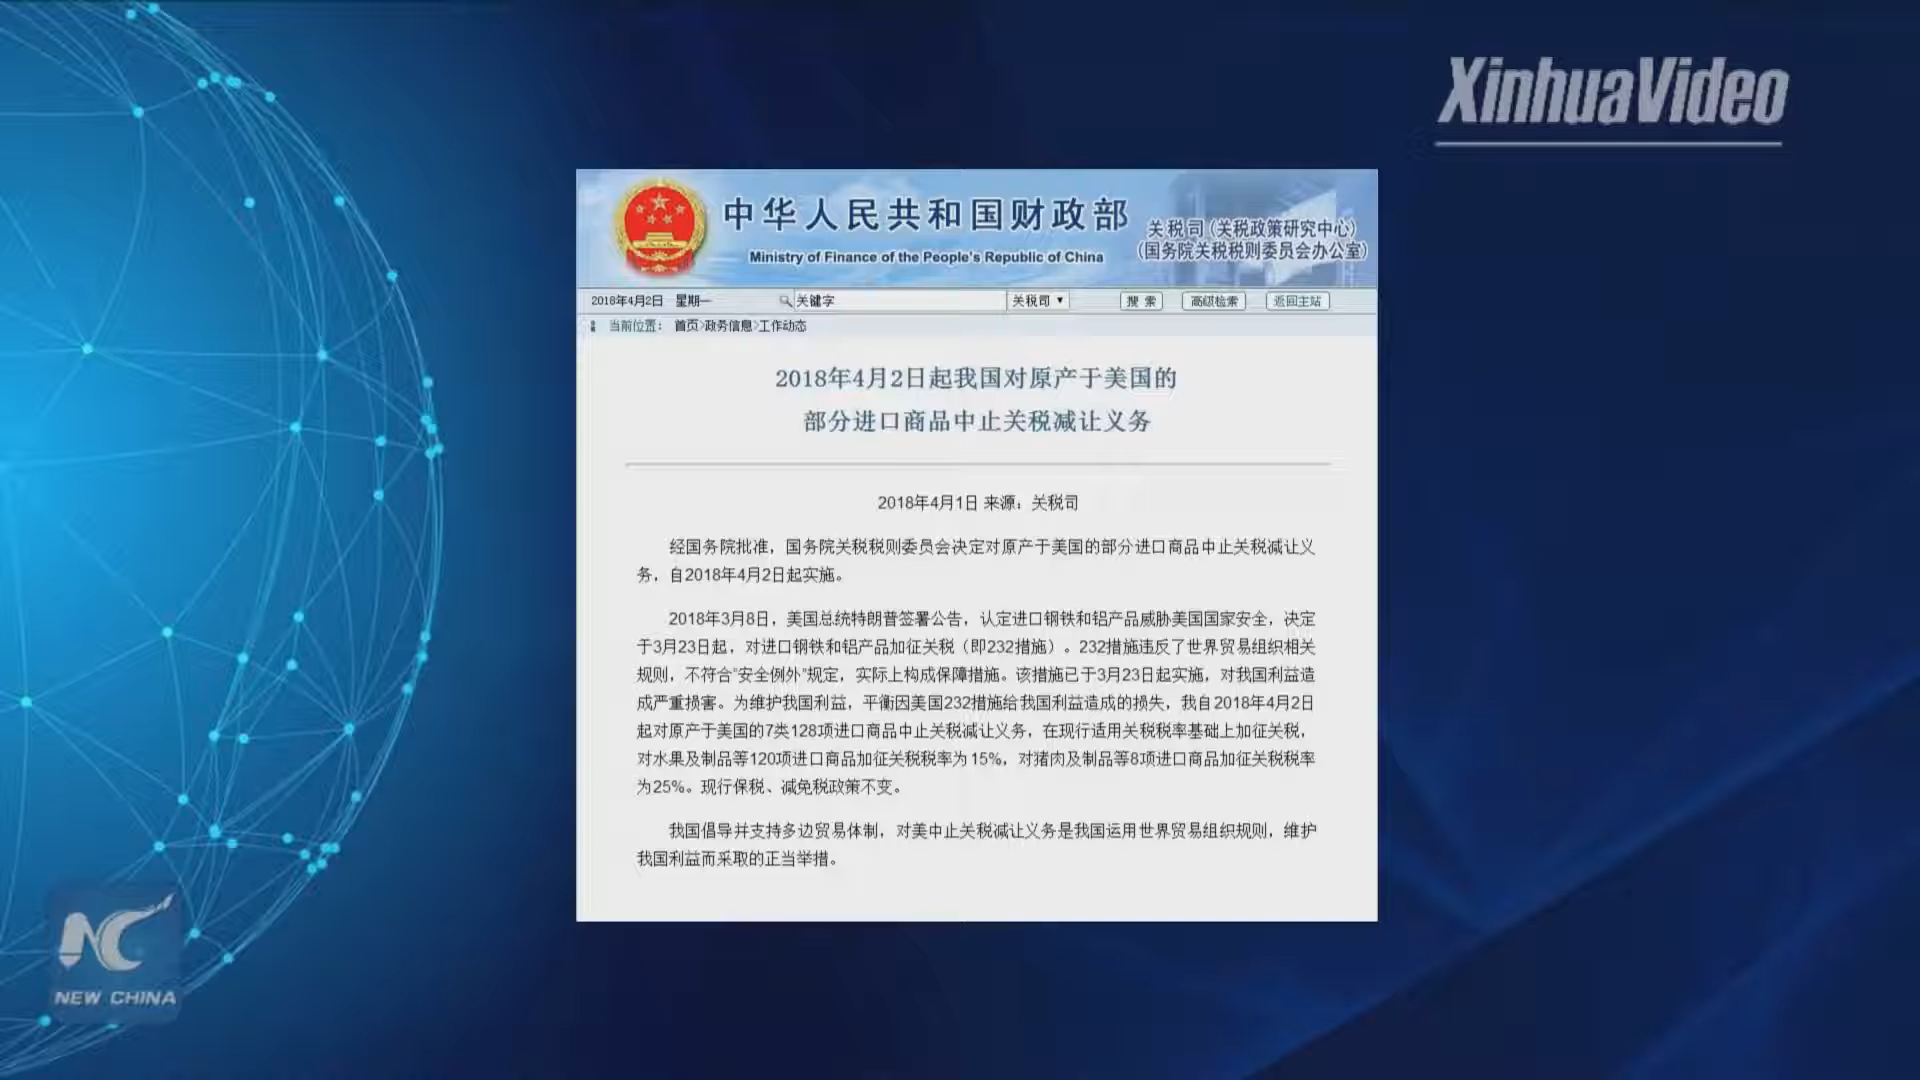 XinhuaVideo
中华人民共和国财政部
Ministry of Finance of the People's Republic of China
关税司(关税政策研究中心)
(国务院关税税则委员会办公室)
2018年4月2日 星期一 关键字 关税司 搜 索 高级检索 返回主站
当前位置: 首页>政务信息>工作动态
2018年4月2日起我国对原产于美国的
部分进口商品中止关税减让义务
2018年4月1日 来源：关税司
经国务院批准，国务院关税税则委员会决定对原产于美国的部分进口商品中止关税减让义
务，自2018年4月2日起实施。
2018年3月8日，美国总统特朗普签署公告，认定进口钢铁和铝产品威胁美国国家安全，决定
于3月23日起，对进口钢铁和铝产品加征关税（即232措施）。232措施违反了世界贸易组织相关
规则，不符合“安全例外”规定，实际上构成保障措施。该措施已于3月23日起实施，对我国利益造
成严重损害。为维护我国利益，平衡因美国232措施给我国利益造成的损失，我自2018年4月2日
起对原产于美国的7类128项进口商品中止关税减让义务，在现行适用关税税率基础上加征关税，
对水果及制品等120项进口商品加征关税税率为15%，对猪肉及制品等8项进口商品加征关税税率
为25%。现行保税、减免税政策不变。
我国倡导并支持多边贸易体制，对美中止关税减让义务是我国运用世界贸易组织规则，维护
我国利益而采取的正当举措。
NC
NEW CHINA